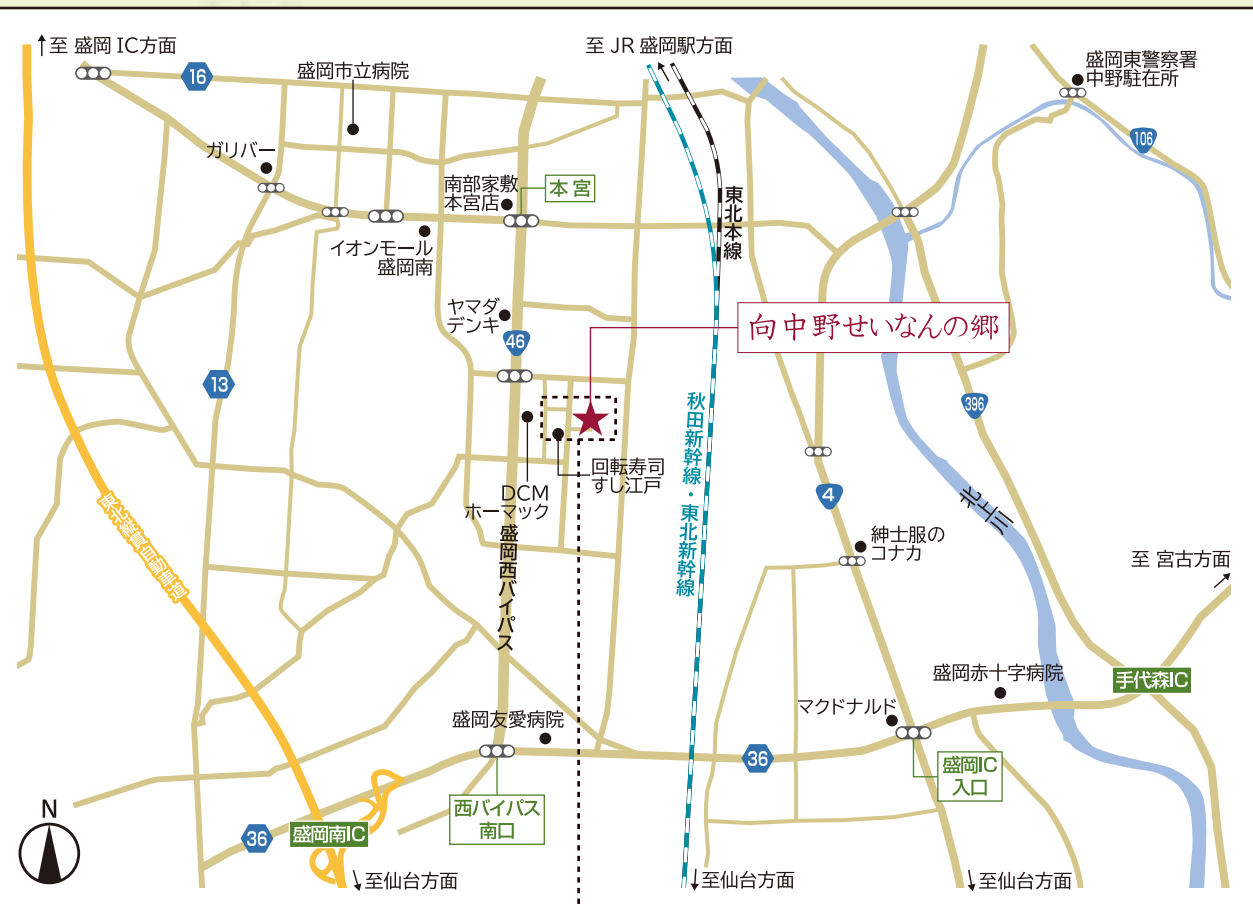 至 盛岡 IC方面
至 JR 盛岡駅方面
盛岡東警察署
中野駐在所
16
盛岡市立病院
106
ガリバー
南部家敷
本宮店
本宮
東北本線
イオンモール
盛岡南
ヤマダ
デンキ
46
向中野せいなんの郷
13
396
秋田新幹線・東北新幹線
回転寿司
すし江戸
DCM
ホーマック
4
北上川
東北縦貫自動車道
盛岡西バイパス
紳士服の
コナカ
至 宮古方面
盛岡赤十字病院
手代森IC
マクドナルド
盛岡友愛病院
36
盛岡IC
入口
西バイパス
南口
N
36
盛岡南IC
至仙台方面
至仙台方面
至仙台方面